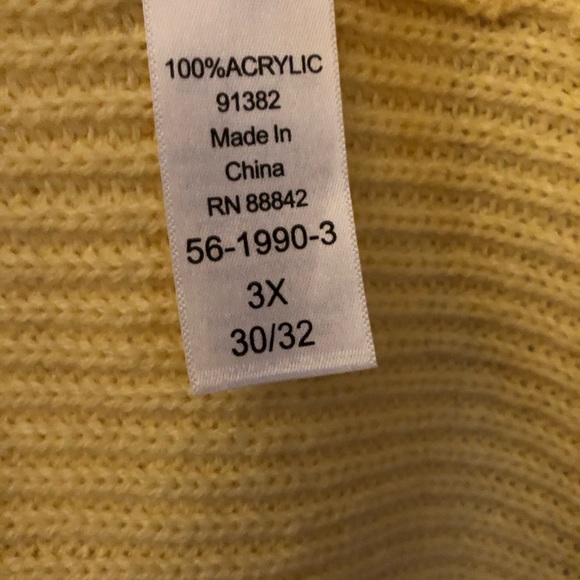 100%ACRYLIC
91382
Made In
China
RN 88842
56-1990-3
3X
30/32